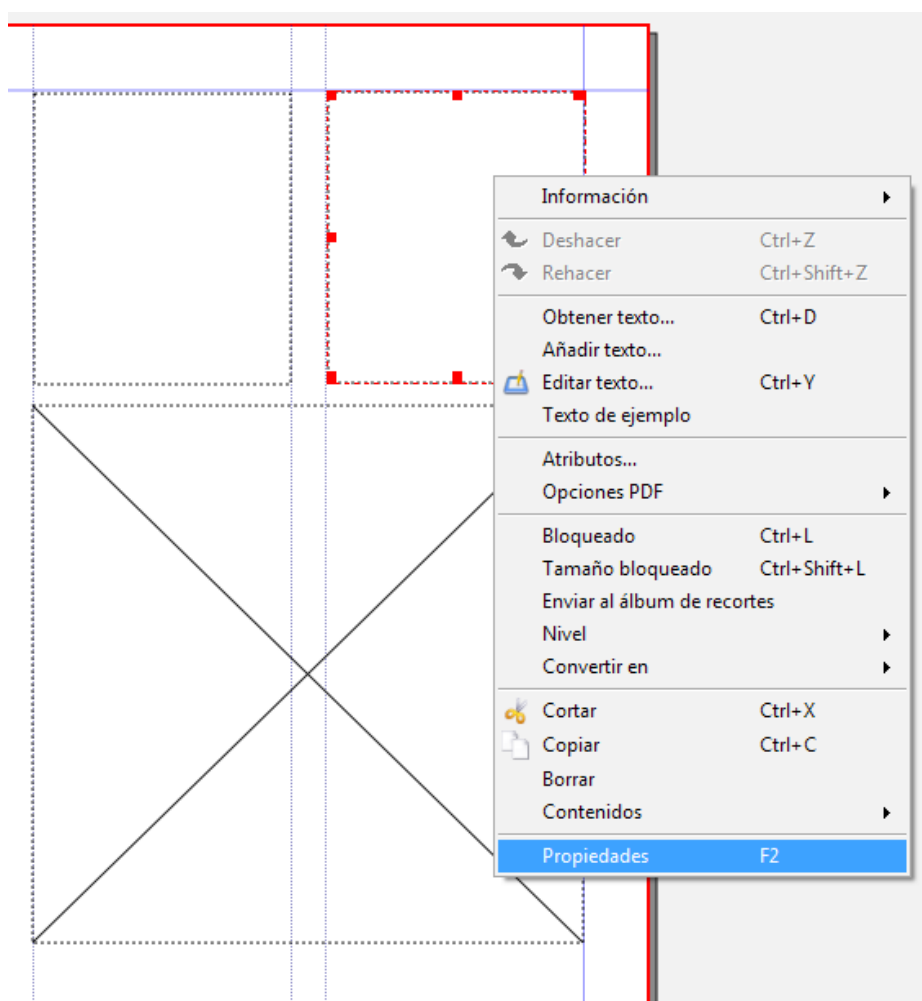 Información
Deshacer Ctrl+Z
Rehacer Ctrl+Shift+Z
Obtener texto... Ctrl+D
Añadir texto...
Editar texto... Ctrl+Y
Texto de ejemplo
Atributos...
Opciones PDF
Bloqueado Ctrl+L
Tamaño bloqueado Ctrl+Shift+L
Enviar al álbum de recortes
Nivel
Convertir en
Cortar Ctrl+X
Copiar Ctrl+C
Borrar
Contenidos
Propiedades F2